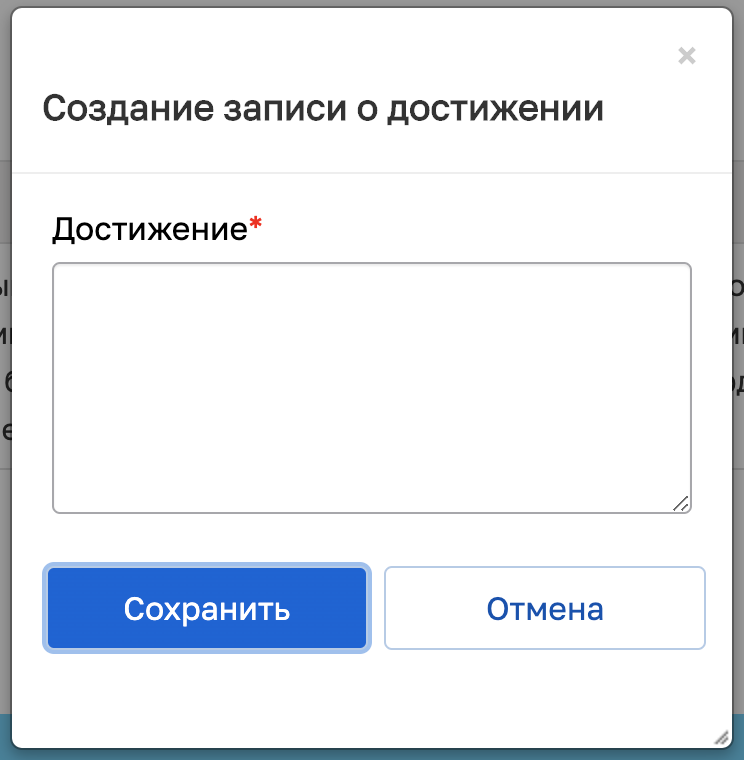 ×
Создание записи о достижении
Достижение*
Сохранить
Отмена